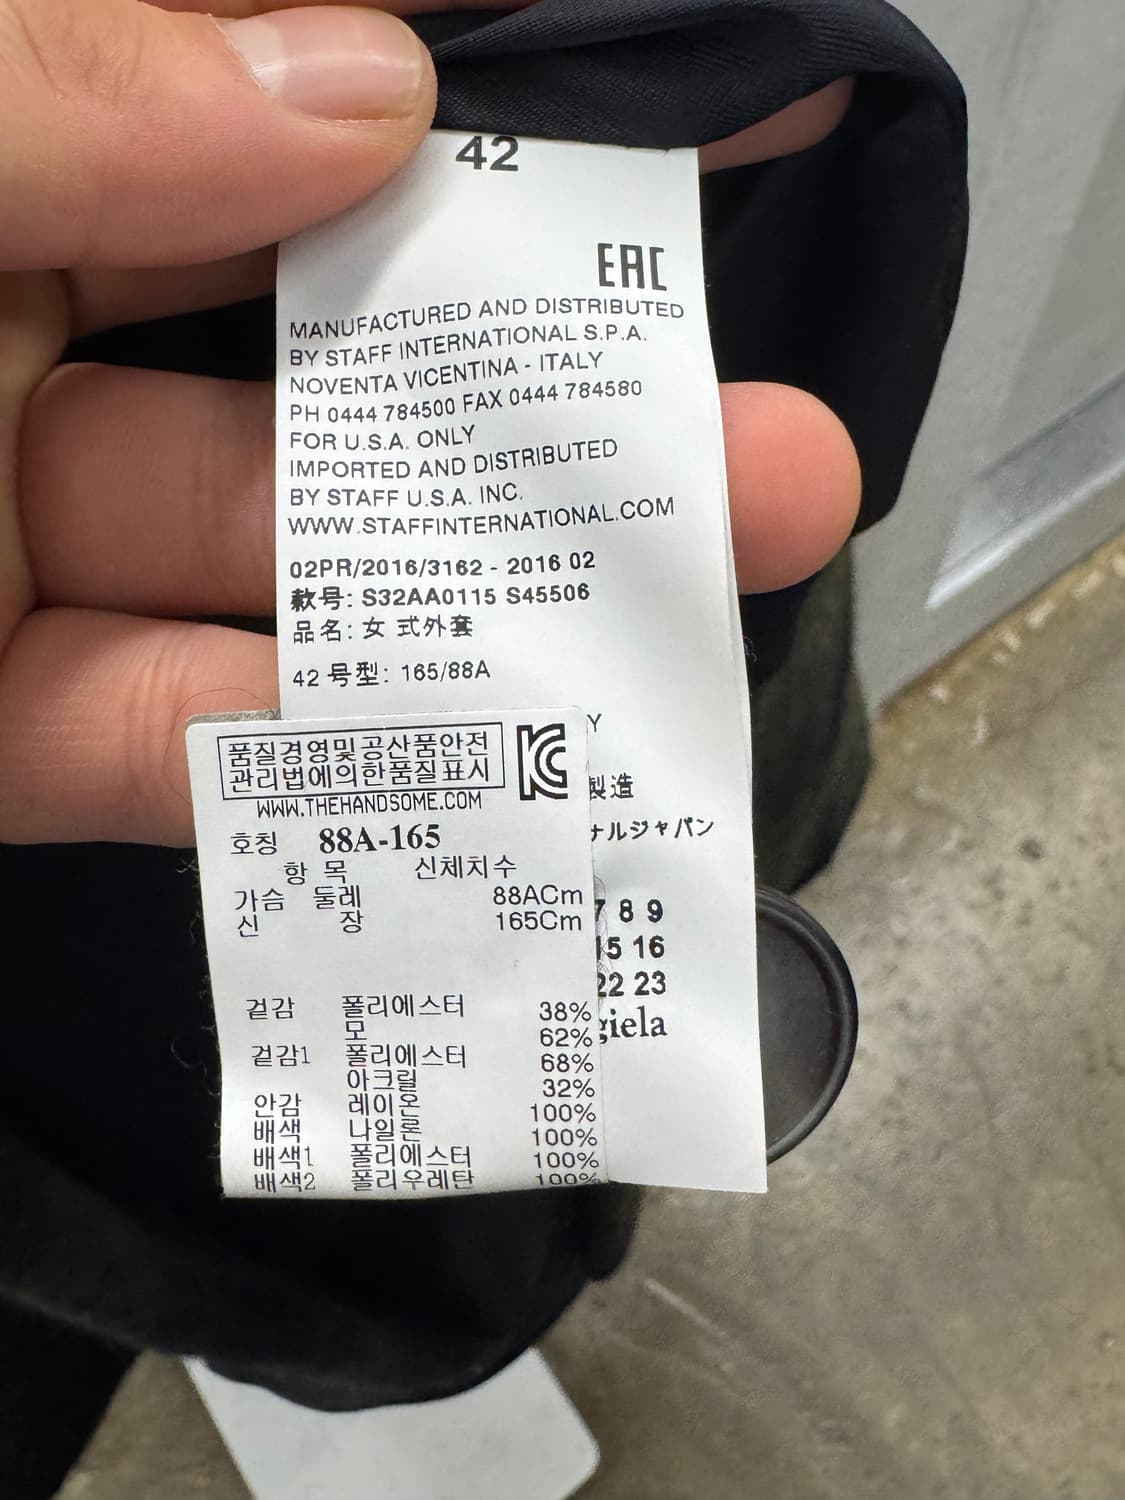 42
EAC
MANUFACTURED AND DISTRIBUTED
BY STAFF INTERNATIONAL S.P.A.
NOVENTA VICENTINA - ITALY
PH 0444 784500 FAX 0444 784580
FOR U.S.A. ONLY
IMPORTED AND DISTRIBUTED
BY STAFF U.S.A. INC.
WWW.STAFFINTERNATIONAL.COM
02PR/2016/3162 - 2016 02
款号: S32AA0115 S45506
品名: 女 式外套
42 号型: 165/88A
Y
製造
ナルジャパン
7 8 9
15 16
22 23
giela
품질경영및공산품안전
관리법에의한품질표시
KC
WWW.THEHANDSOME.COM
호칭 88A-165
항 목 신체치수
가슴 둘레 88ACm
신 장 165Cm
겉감 폴리에스터 38%
모 62%
겉감1 폴리에스터 68%
아크릴 32%
안감 레이온 100%
배색 나일론 100%
배색1 폴리에스터 100%
배색2 폴리우레탄 100%